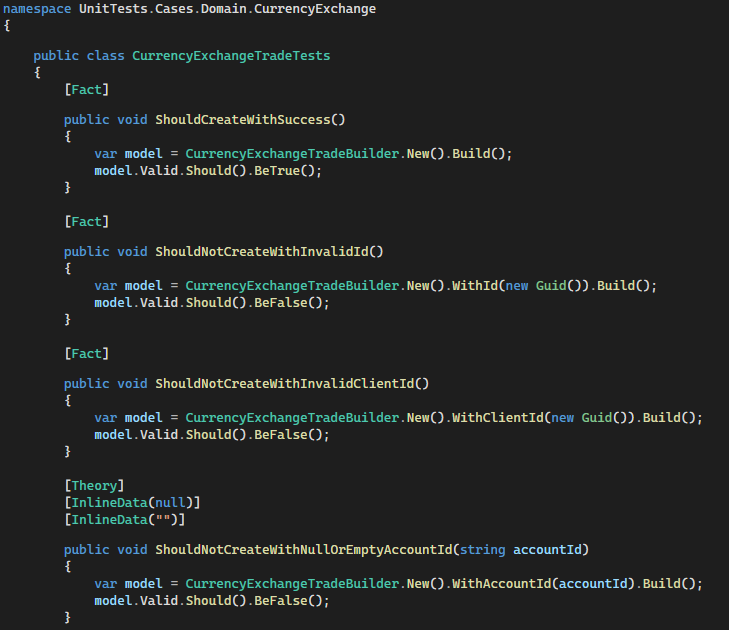 namespace UnitTests.Cases.Domain.CurrencyExchange
{
public class CurrencyExchangeTradeTests
{
[Fact]
public void ShouldCreateWithSuccess()
{
var model = CurrencyExchangeTradeBuilder.New().Build();
model.Valid.Should().BeTrue();
}
[Fact]
public void ShouldNotCreateWithInvalidId()
{
var model = CurrencyExchangeTradeBuilder.New().WithId(new Guid()).Build();
model.Valid.Should().BeFalse();
}
[Fact]
public void ShouldNotCreateWithInvalidClientId()
{
var model = CurrencyExchangeTradeBuilder.New().WithClientId(new Guid()).Build();
model.Valid.Should().BeFalse();
}
[Theory]
[InlineData(null)]
[InlineData("")]
public void ShouldNotCreateWithNullOrEmptyAccountId(string accountId)
{
var model = CurrencyExchangeTradeBuilder.New().WithAccountId(accountId).Build();
model.Valid.Should().BeFalse();
}